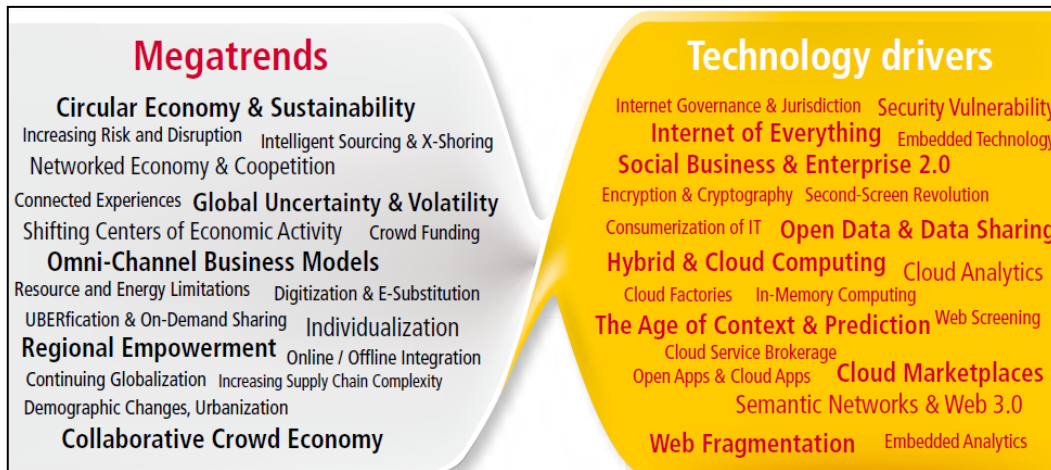 Megatrends
Circular Economy & Sustainability
Increasing Risk and Disruption Intelligent Sourcing & X-Shoring
Networked Economy & Coopetition
Connected Experiences Global Uncertainty & Volatility
Shifting Centers of Economic Activity Crowd Funding
Omni-Channel Business Models
Resource and Energy Limitations Digitization & E-Substitution
UBERfication & On-Demand Sharing Individualization
Regional Empowerment Online / Offline Integration
Continuing Globalization Increasing Supply Chain Complexity
Demographic Changes, Urbanization
Collaborative Crowd Economy
Technology drivers
Internet Governance & Jurisdiction Security Vulnerability
Internet of Everything Embedded Technology
Social Business & Enterprise 2.0
Encryption & Cryptography Second-Screen Revolution
Consumerization of IT Open Data & Data Sharing
Hybrid & Cloud Computing Cloud Analytics
Cloud Factories In-Memory Computing
The Age of Context & Prediction Web Screening
Cloud Service Brokerage
Open Apps & Cloud Apps Cloud Marketplaces
Semantic Networks & Web 3.0
Web Fragmentation Embedded Analytics